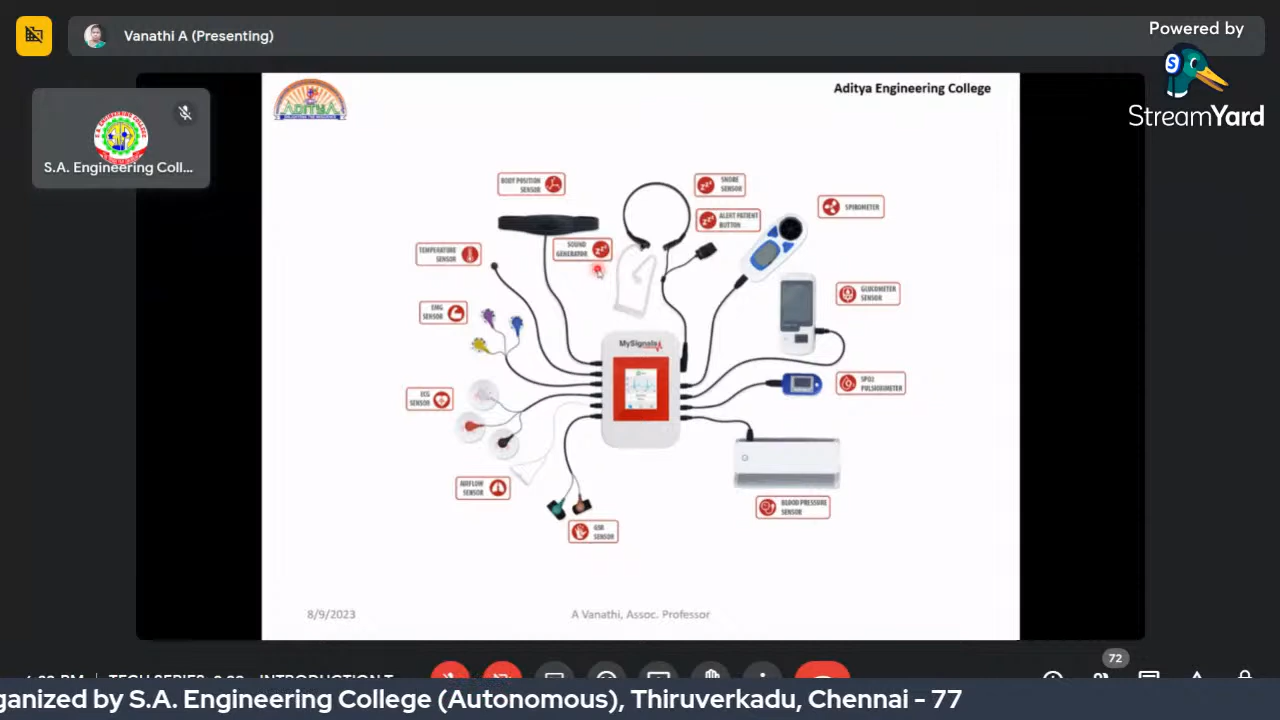 Vanathi A (Presenting)
Powered by
StreamYard
S.A. Engineering Coll...
ADITYA
Aditya Engineering College
BODY POSITION
SENSOR
SNORE
SENSOR
ALERT PATIENT
BUTTON
SPIROMETER
SOUND
GENERATOR
TEMPERATURE
SENSOR
GLUCOMETER
SENSOR
EMG
SENSOR
MySignals
SPO2
PULSIOXIMETER
ECG
SENSOR
AIRFLOW
SENSOR
BLOOD PRESSURE
SENSOR
GSR
SENSOR
8/9/2023
A Vanathi, Assoc. Professor
72
ganized by S.A. Engineering College (Autonomous), Thiruverkadu, Chennai - 77